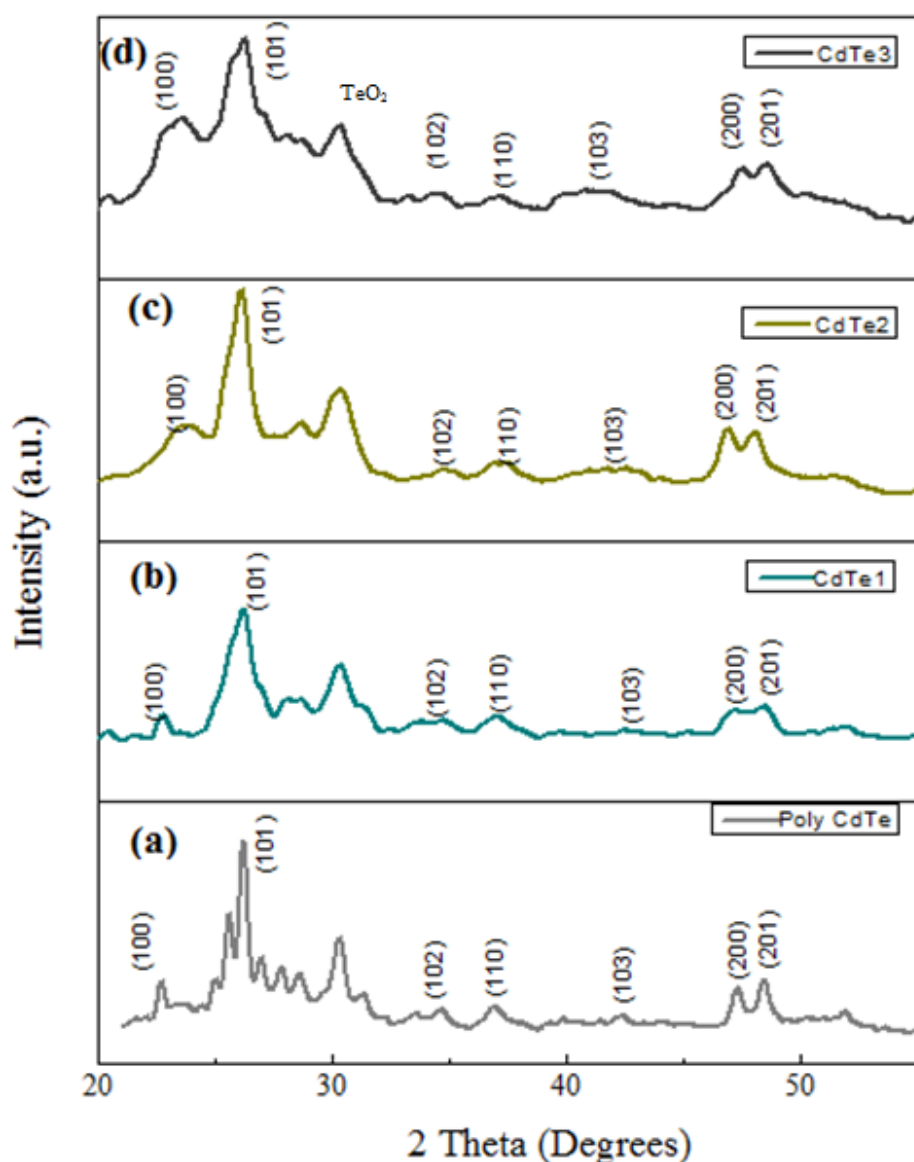 (d)
(100)
(101)
TeO₂
(102)
(110)
(103)
(200)
(201)
CdTe3
(c)
(100)
(101)
(102)
(110)
(103)
(200)
(201)
CdTe2
(b)
(100)
(101)
(102)
(110)
(103)
(200)
(201)
CdTe1
(a)
(100)
(101)
(102)
(110)
(103)
(200)
(201)
Poly CdTe
Intensity (a.u.)
20 30 40 50
2 Theta (Degrees)